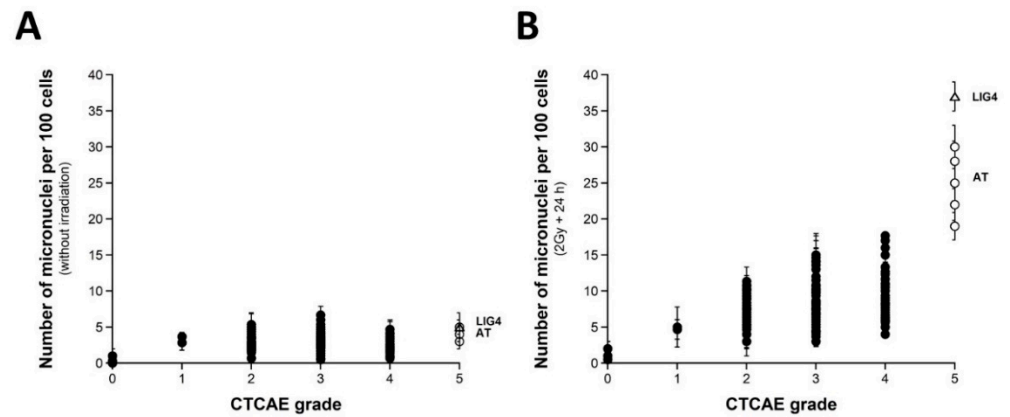 A
Number of micronuclei per 100 cells
(without irradiation)
40
35
30
25
20
15
10
5
0
0 1 2 3 4 5
LIG4
AT
CTCAE grade
B
Number of micronuclei per 100 cells
(2Gy + 24 h)
40
35
30
25
20
15
10
5
0
0 1 2 3 4 5
LIG4
AT
CTCAE grade